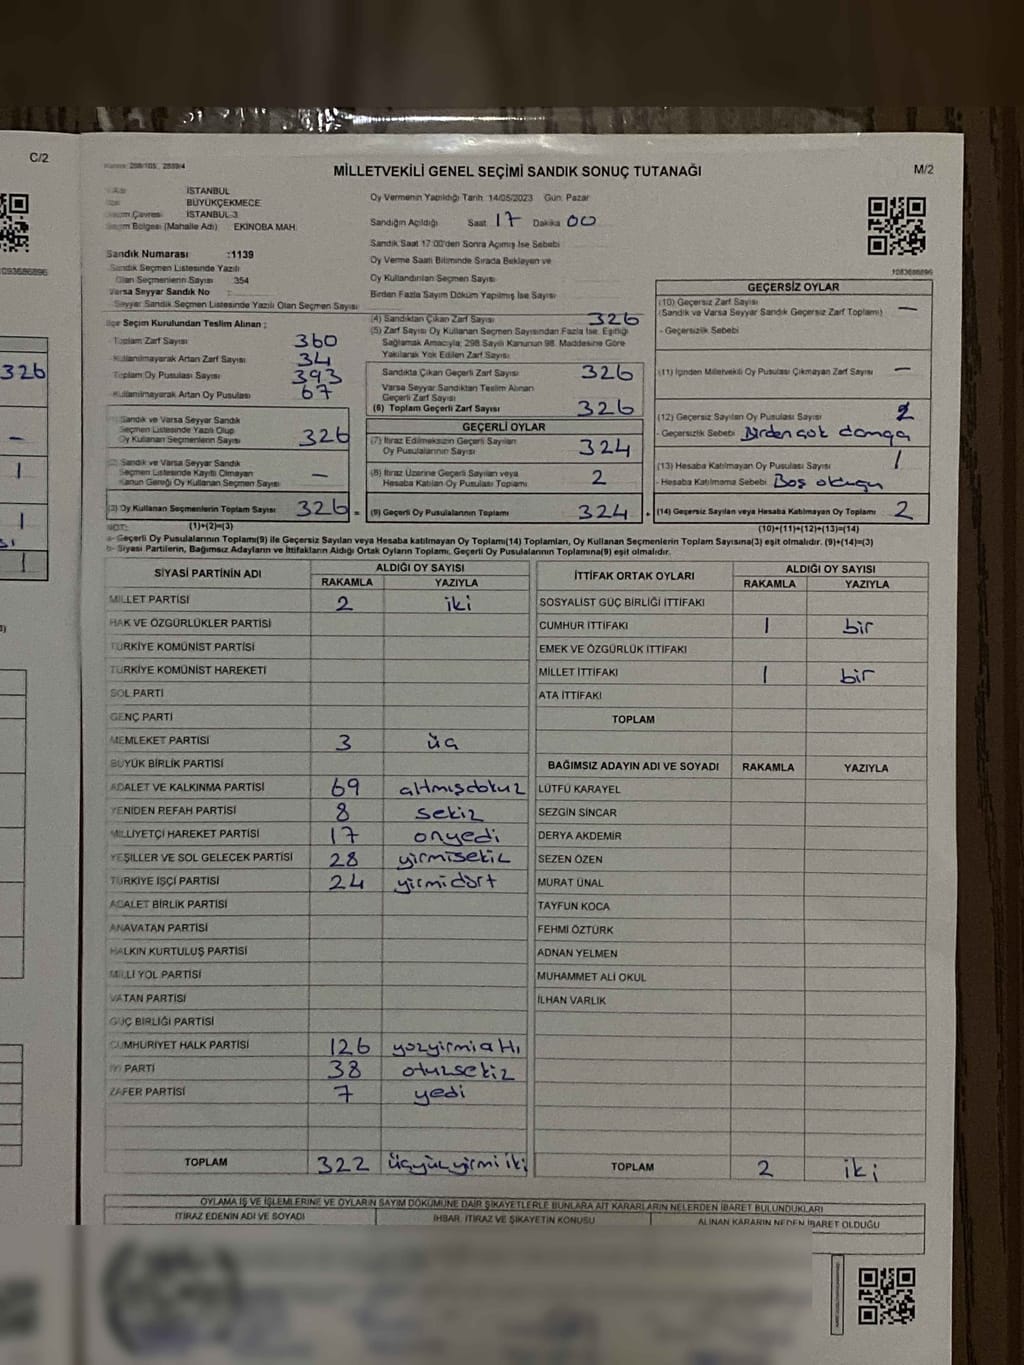 C/2
M/2
MİLLETVEKİLİ GENEL SEÇİMİ SANDIK SONUÇ TUTANAĞI
İSTANBUL
BÜYÜKÇEKMECE
İSTANBUL-3
(Mahalle Adı) EKİNOBA MAH.
Oy Vermenin Yapıldığı Tarih: 14/05/2023 Gün: Pazar
Sandığın Açıldığı Saat 17 Dakika 00
Sandık Saat 17:00'den Sonra Açımış İse Sebebi
Oy Verme Saati Bitiminde Sırada Bekleyen ve
Oy Kullandırılan Seçmen Sayısı
Birden Fazla Sayım Döküm Yapılmış İse Sayısı
Sandık Numarası :1139
Sandık Seçmen Listesinde Yazılı
Olan Seçmenlerin Sayısı : 354
Varsa Seyyar Sandık No :
Seyyar Sandık Seçmen Listesinde Yazılı Olan Seçmen Sayısı
1093686896
1083686896
İlçe Seçim Kurulundan Teslim Alınan ;
Toplam Zarf Sayısı 360
Kullanılmayarak Artan Zarf Sayısı 34
Toplam Oy Pusulası Sayısı 393
Kullanılmayarak Artan Oy Pusulası 67
(4) Sandıktan Çıkan Zarf Sayısı 326
(5) Zarf Sayısı Oy Kullanan Seçmen Sayısından Fazla İse, Eşitliği
Sağlamak Amacıyla; 298 Sayılı Kanunun 98. Maddesine Göre
Yakılarak Yok Edilen Zarf Sayısı
Sandıkta Çıkan Geçerli Zarf Sayısı 326
Varsa Seyyar Sandıktan Teslim Alınan
Geçerli Zarf Sayısı
(6) Toplam Geçerli Zarf Sayısı 326
GEÇERSİZ OYLAR
(10) Geçersiz Zarf Sayısı
(Sandık ve Varsa Seyyar Sandık Geçersiz Zarf Toplamı) —
- Geçersizlik Sebebi
(11) İçinden Milletvekili Oy Pusulası Çıkmayan Zarf Sayısı —
(12) Geçersiz Sayılan Oy Pusulası Sayısı 2
- Geçersizlik Sebebi Birden çok damga
(13) Hesaba Katılmayan Oy Pusulası Sayısı 1
- Hesaba Katılmama Sebebi Boş
(14) Geçersiz Sayılan veya Hesaba Katılmayan Oy Toplamı 2
(10)+(11)+(12)+(13)=(14)
(1) Sandık ve Varsa Seyyar Sandık
Seçmen Listesinde Yazılı Olup
Oy Kullanan Seçmenlerin Sayısı 326
(2) Sandık ve Varsa Seyyar Sandık
Seçmen Listesinde Kayıtlı Olmayan
Kanun Gereği Oy Kullanan Seçmen Sayısı —
(3) Oy Kullanan Seçmenlerin Toplam Sayısı 326 =
(1)+(2)=(3)
GEÇERLİ OYLAR
(7) İtiraz Edilmeksizin Geçerli Sayılan
Oy Pusulalarının Sayısı 324
(8) İtiraz Üzerine Geçerli Sayılan veya
Hesaba Katılan Oy Pusulası Toplamı 2
(9) Geçerli Oy Pusulalarının Toplamı 324 +
NOT:
a- Geçerli Oy Pusulalarının Toplamı(9) ile Geçersiz Sayılan veya Hesaba katılmayan Oy Toplamı(14) Toplamları, Oy Kullanan Seçmenlerin Toplam Sayısına(3) eşit olmalıdır. (9)+(14)=(3)
b- Siyasi Partilerin, Bağımsız Adayların ve İttifakların Aldığı Ortak Oyların Toplamı, Geçerli Oy Pusulalarının Toplamına(9) eşit olmalıdır.
SİYASİ PARTİNİN ADI
ALDIĞI OY SAYISI
RAKAMLA YAZIYLA
MİLLET PARTİSİ 2 iki
HAK VE ÖZGÜRLÜKLER PARTİSİ
TÜRKİYE KOMÜNİST PARTİSİ
TÜRKİYE KOMÜNİST HAREKETİ
SOL PARTİ
GENÇ PARTİ
MEMLEKET PARTİSİ 3 üç
BÜYÜK BİRLİK PARTİSİ
ADALET VE KALKINMA PARTİSİ 69 altmışdokuz
YENİDEN REFAH PARTİSİ 8 sekiz
MİLLİYETÇİ HAREKET PARTİSİ 17 onyedi
YEŞİLLER VE SOL GELECEK PARTİSİ 28 yirmisekiz
TÜRKİYE İŞÇİ PARTİSİ 24 yirmidört
ADALET BİRLİK PARTİSİ
ANAVATAN PARTİSİ
HALKIN KURTULUŞ PARTİSİ
MİLLİ YOL PARTİSİ
VATAN PARTİSİ
GÜÇ BİRLİĞİ PARTİSİ
CUMHURİYET HALK PARTİSİ 126 yüzyirmialtı
İYİ PARTİ 38 otuzsekiz
ZAFER PARTİSİ 7 yedi
TOPLAM 322 üçyüzyirmiiki
İTTİFAK ORTAK OYLARI
ALDIĞI OY SAYISI
RAKAMLA YAZIYLA
SOSYALİST GÜÇ BİRLİĞİ İTTİFAKI
CUMHUR İTTİFAKI 1 bir
EMEK VE ÖZGÜRLÜK İTTİFAKI
MİLLET İTTİFAKI 1 bir
ATA İTTİFAKI
TOPLAM
BAĞIMSIZ ADAYIN ADI VE SOYADI RAKAMLA YAZIYLA
LÜTFÜ KARAYEL
SEZGİN SİNCAR
DERYA AKDEMİR
SEZEN ÖZEN
MURAT ÜNAL
TAYFUN KOCA
FEHMİ ÖZTÜRK
ADNAN YELMEN
MUHAMMET ALİ OKUL
İLHAN VARLIK
TOPLAM 2 iki
OYLAMA İŞ VE İŞLEMLERİNE VE OYLARIN SAYIM DÖKÜMÜNE DAİR ŞİKAYETLERLE BUNLARA AİT KARARLARIN NELERDEN İBARET BULUNDUKLARI
İTİRAZ EDENİN ADI VE SOYADI İHBAR, İTİRAZ VE ŞİKAYETİN KONUSU ALINAN KARARIN NEDEN İBARET OLDUĞU
326
—
1
1
1